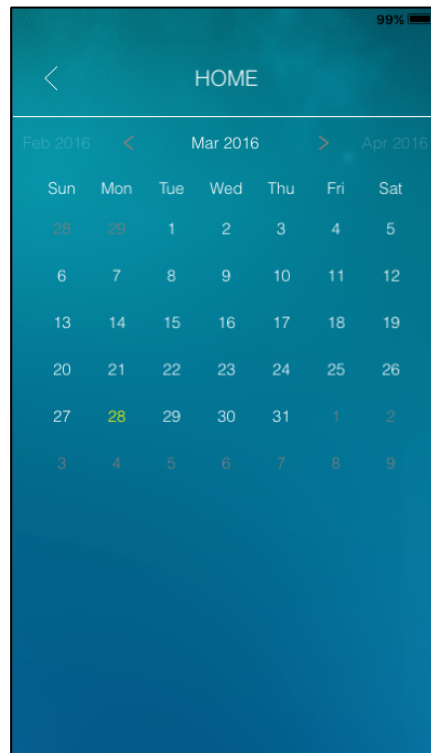 99%
HOME
Feb 2016 < Mar 2016 > Apr 2016
Sun Mon Tue Wed Thu Fri Sat
28 29 1 2 3 4 5
6 7 8 9 10 11 12
13 14 15 16 17 18 19
20 21 22 23 24 25 26
27 28 29 30 31 1 2
3 4 5 6 7 8 9